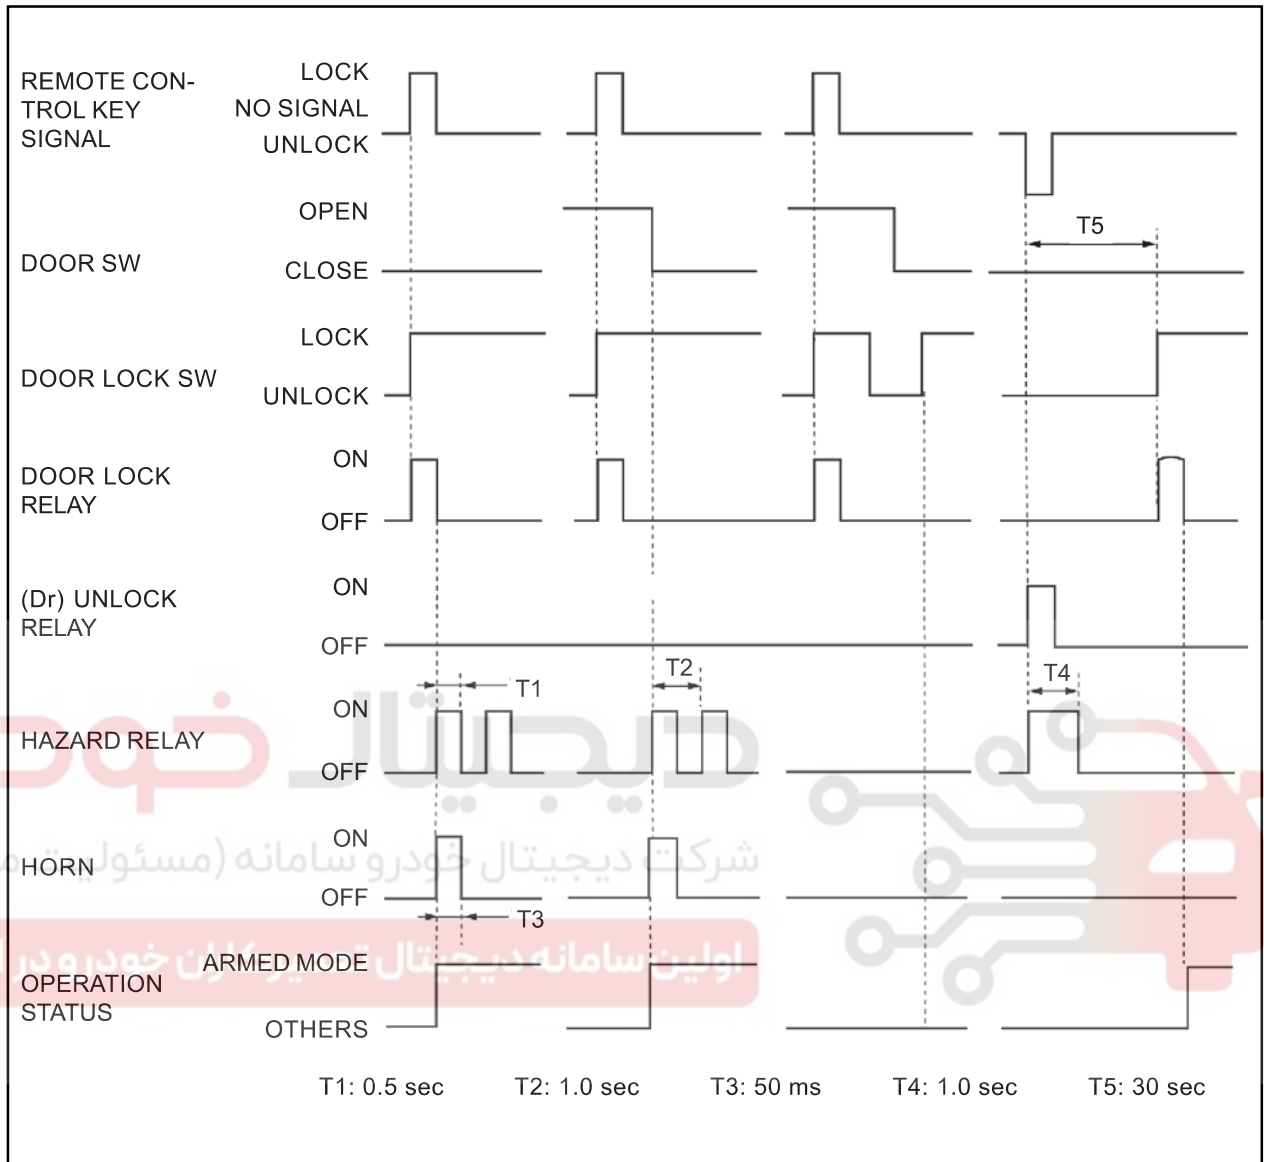 REMOTE CON-
TROL KEY
SIGNAL
LOCK
NO SIGNAL
UNLOCK
DOOR SW
OPEN
CLOSE
T5
DOOR LOCK SW
LOCK
UNLOCK
DOOR LOCK
RELAY
ON
OFF
(Dr) UNLOCK
RELAY
ON
OFF
HAZARD RELAY
ON
OFF
T1
T2
T4
دیجیتال خود
HORN
ON
OFF
T3
شرکت دیجیتال خودرو سامانه (مسئولیت
اولین سامانه دیجیتال تعمیرکاران خودرو در
OPERATION
STATUS
ARMED MODE
OTHERS
T1: 0.5 sec
T2: 1.0 sec
T3: 50 ms
T4: 1.0 sec
T5: 30 sec